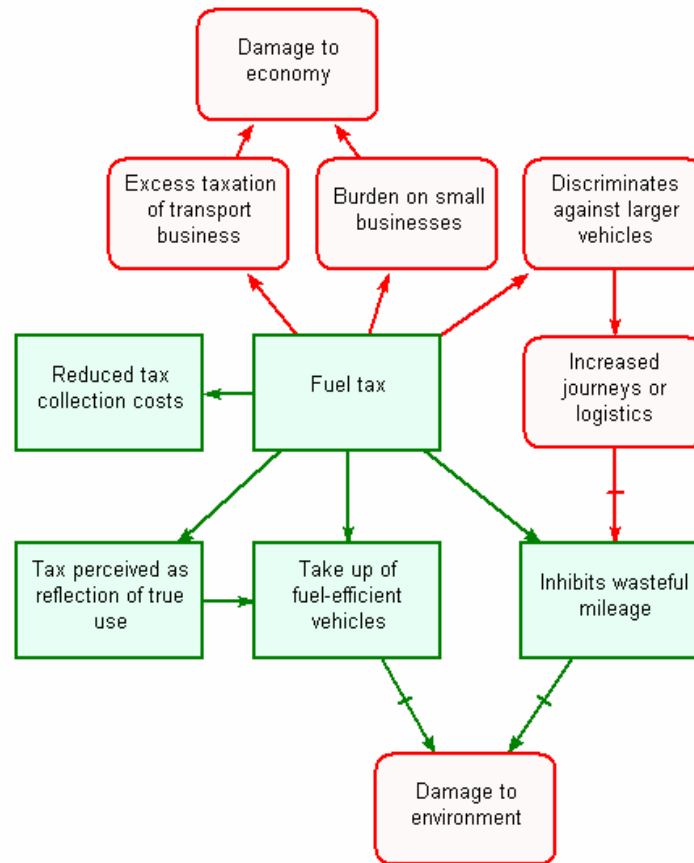 Damage to
economy
Excess taxation
of transport
business
Burden on small
businesses
Discriminates
against larger
vehicles
Reduced tax
collection costs
Fuel tax
Increased
journeys or
logistics
Tax perceived as
reflection of true
use
Take up of
fuel-efficient
vehicles
Inhibits wasteful
mileage
Damage to
environment